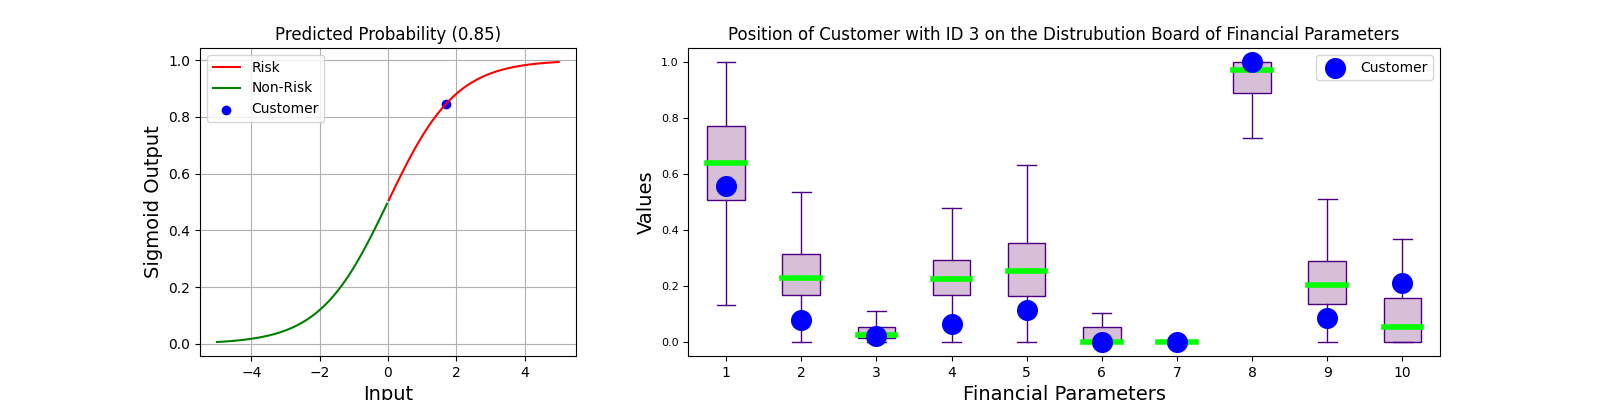 Predicted Probability (0.85)
Sigmoid Output
1.0
0.8
0.6
0.4
0.2
0.0
Risk
Non-Risk
Customer
−4
−2
0
2
4
Input
Position of Customer with ID 3 on the Distrubution Board of Financial Parameters
Values
1.0
0.8
0.6
0.4
0.2
0.0
Customer
1
2
3
4
5
6
7
8
9
10
Financial Parameters